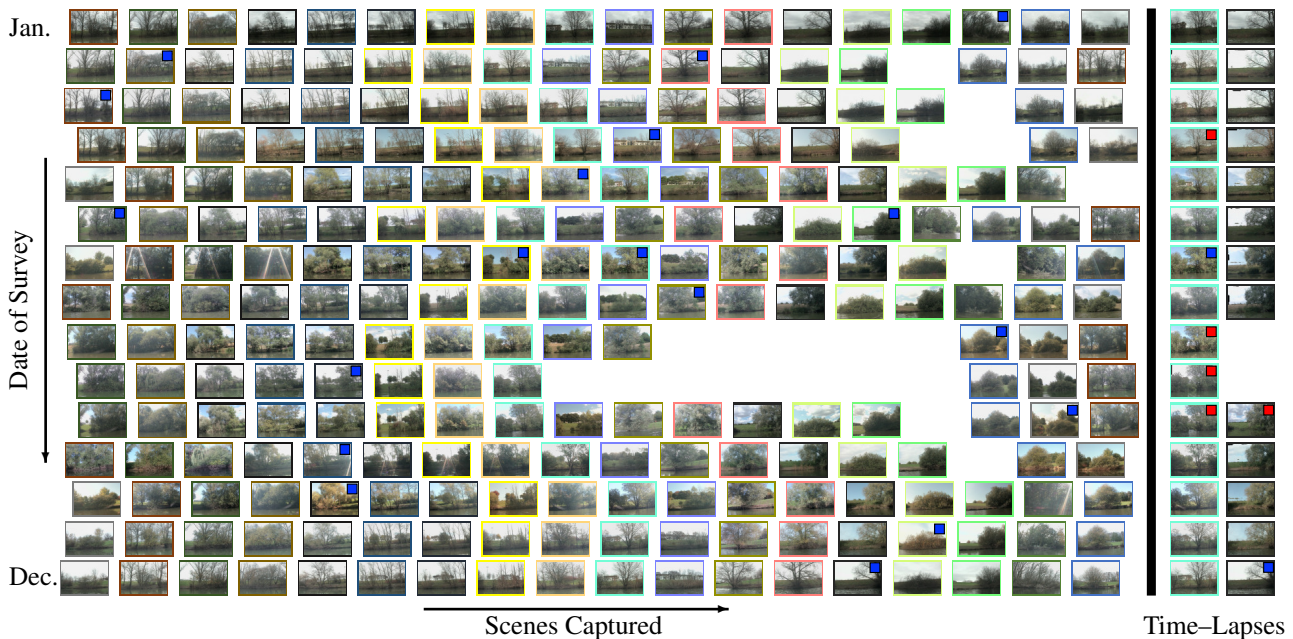 Jan.
Date of Survey
Dec.
Scenes Captured
Time–Lapses